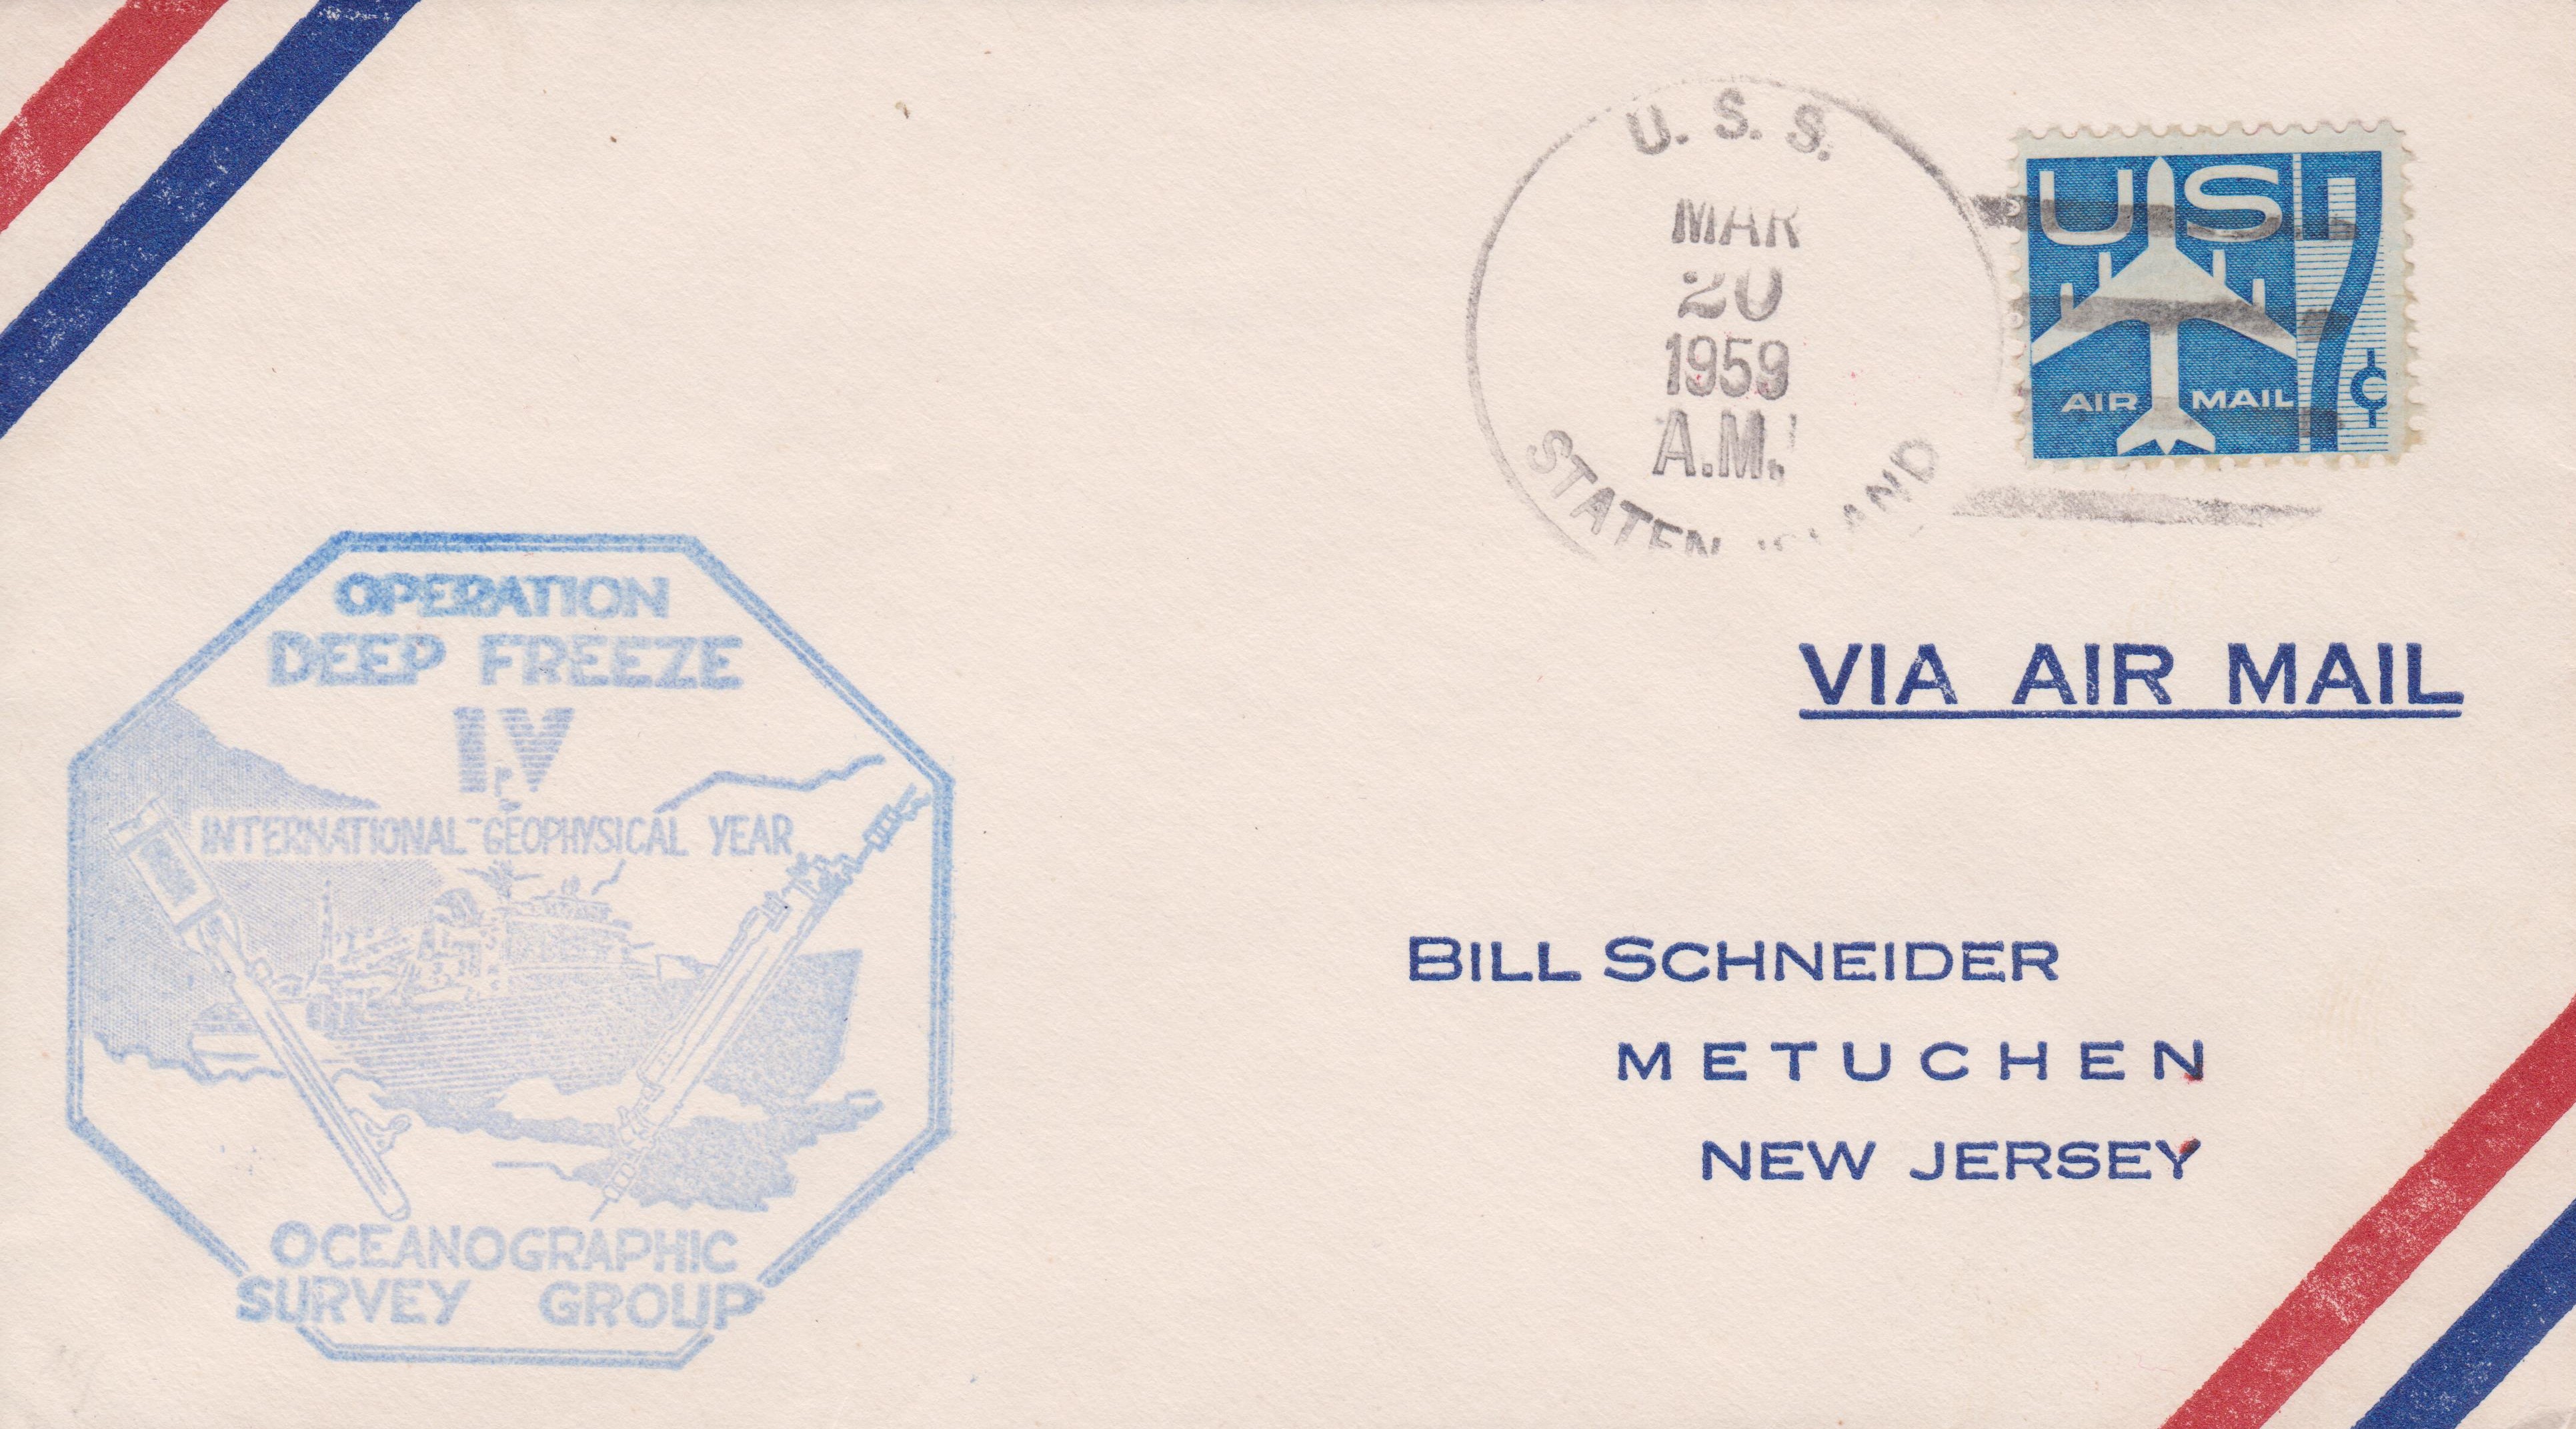 U.S.S.
MAR
20
1959
A.M.
STATEN ISLAND
US 7¢
AIR MAIL
VIA AIR MAIL
OPERATION
DEEP FREEZE
IV
INTERNATIONAL GEOPHYSICAL YEAR
OCEANOGRAPHIC
SURVEY GROUP
BILL SCHNEIDER
METUCHEN
NEW JERSEY